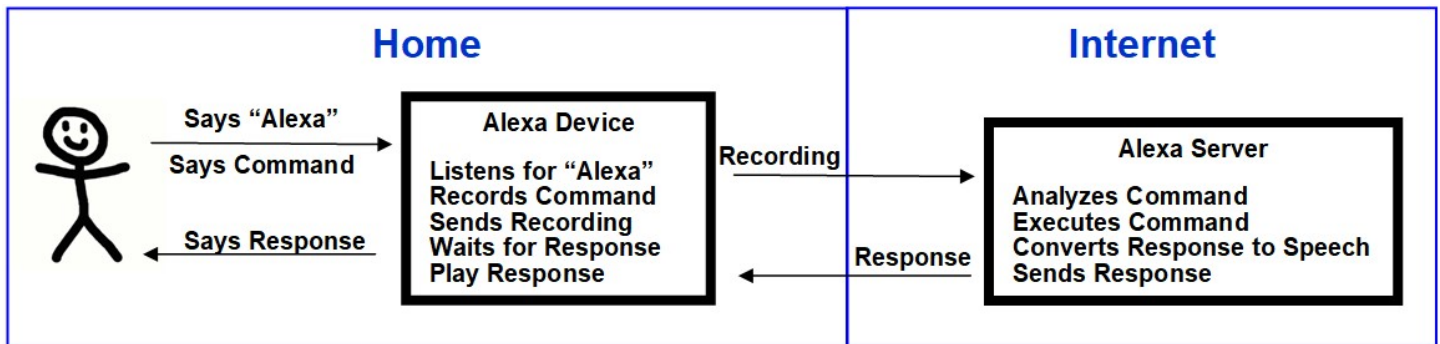 Home
Internet
Says “Alexa”
Says Command
Says Response
Alexa Device
Listens for “Alexa”
Records Command
Sends Recording
Waits for Response
Play Response
Recording
Response
Alexa Server
Analyzes Command
Executes Command
Converts Response to Speech
Sends Response